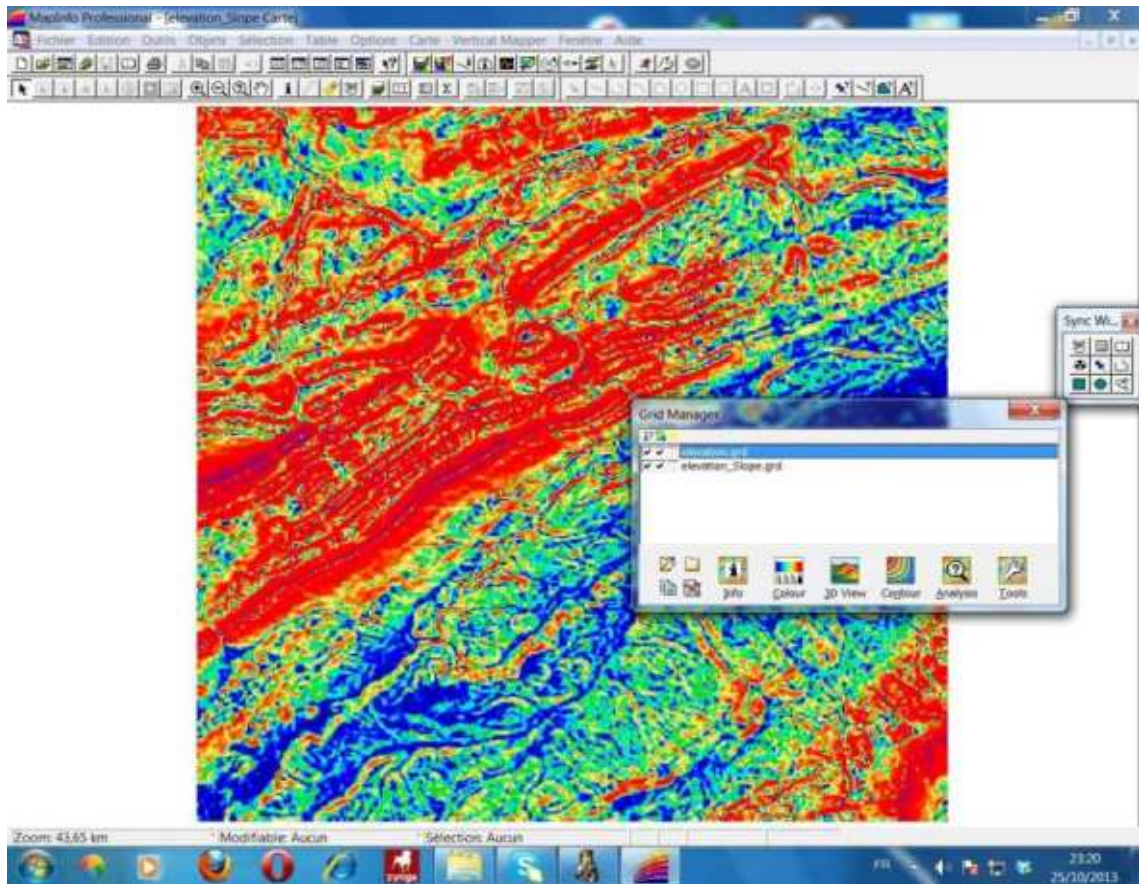 MapInfo Professional - [elevation_Slope Carte]
Fichier Edition Outils Objets Sélection Table Options Carte Vertical Mapper Fenêtre Aide
Sync Wi...
Grid Manager
elevation.grd
elevation_Slope.grd
Info Colour 3D View Contour Analysis Tools
Zoom: 43,65 km Modifiable: Aucun Sélection: Aucun
zynga
FR
23:20
25/10/2013